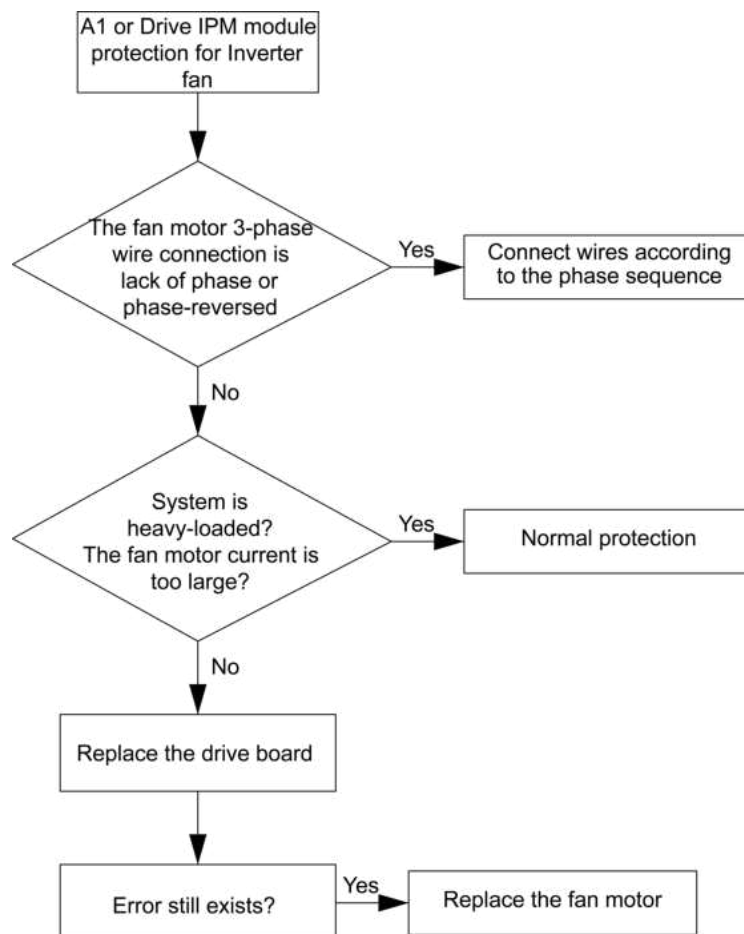 A1 or Drive IPM module
protection for Inverter
fan
The fan motor 3-phase
wire connection is
lack of phase or
phase-reversed
Yes
Connect wires according
to the phase sequence
No
System is
heavy-loaded?
The fan motor current is
too large?
Yes
Normal protection
No
Replace the drive board
Error still exists?
Yes
Replace the fan motor